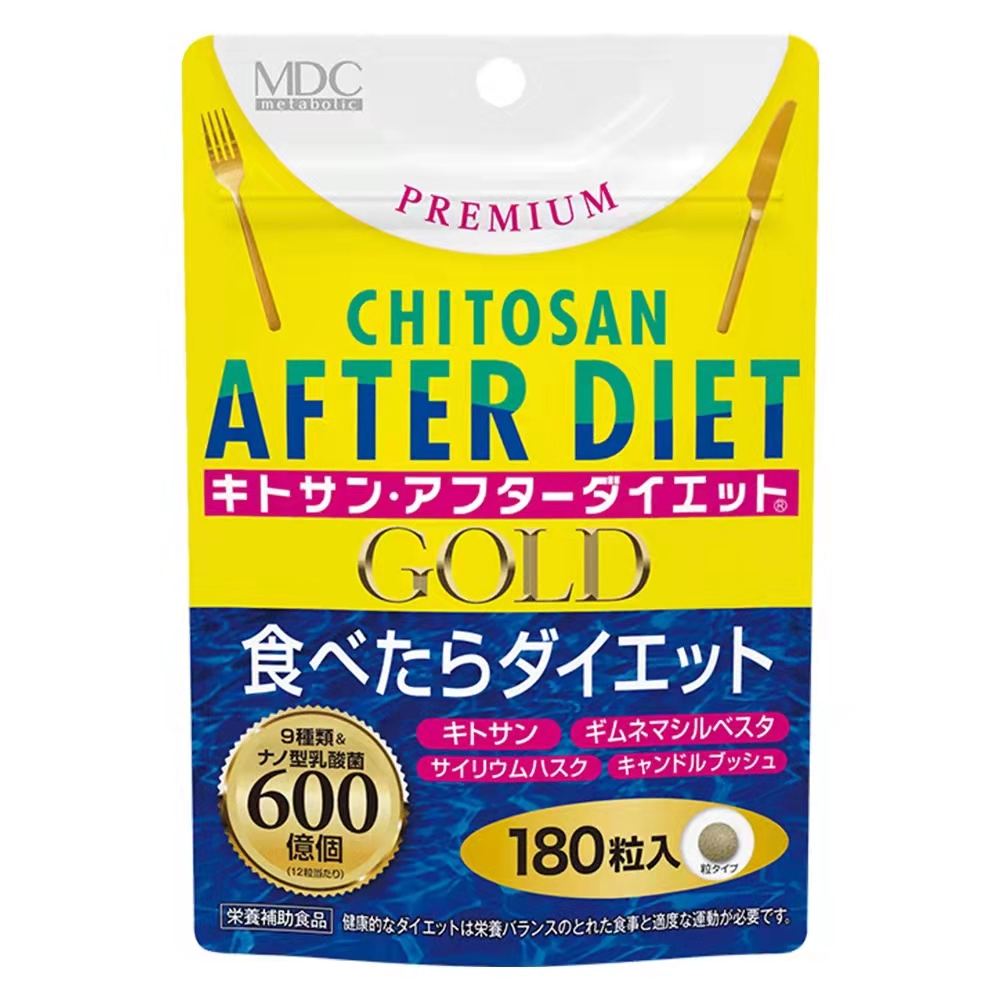 MDC
metabolic
PREMIUM
CHITOSAN
AFTER DIET
キトサン・アフターダイエット®
GOLD
食べたらダイエット
9種類&
ナノ型乳酸菌
600
億個
(12粒当たり)
キトサン
ギムネマシルベスタ
サイリウムハスク
キャンドルブッシュ
180粒入
粒タイプ
栄養補助食品
健康的なダイエットは栄養バランスのとれた食事と適度な運動が必要です。